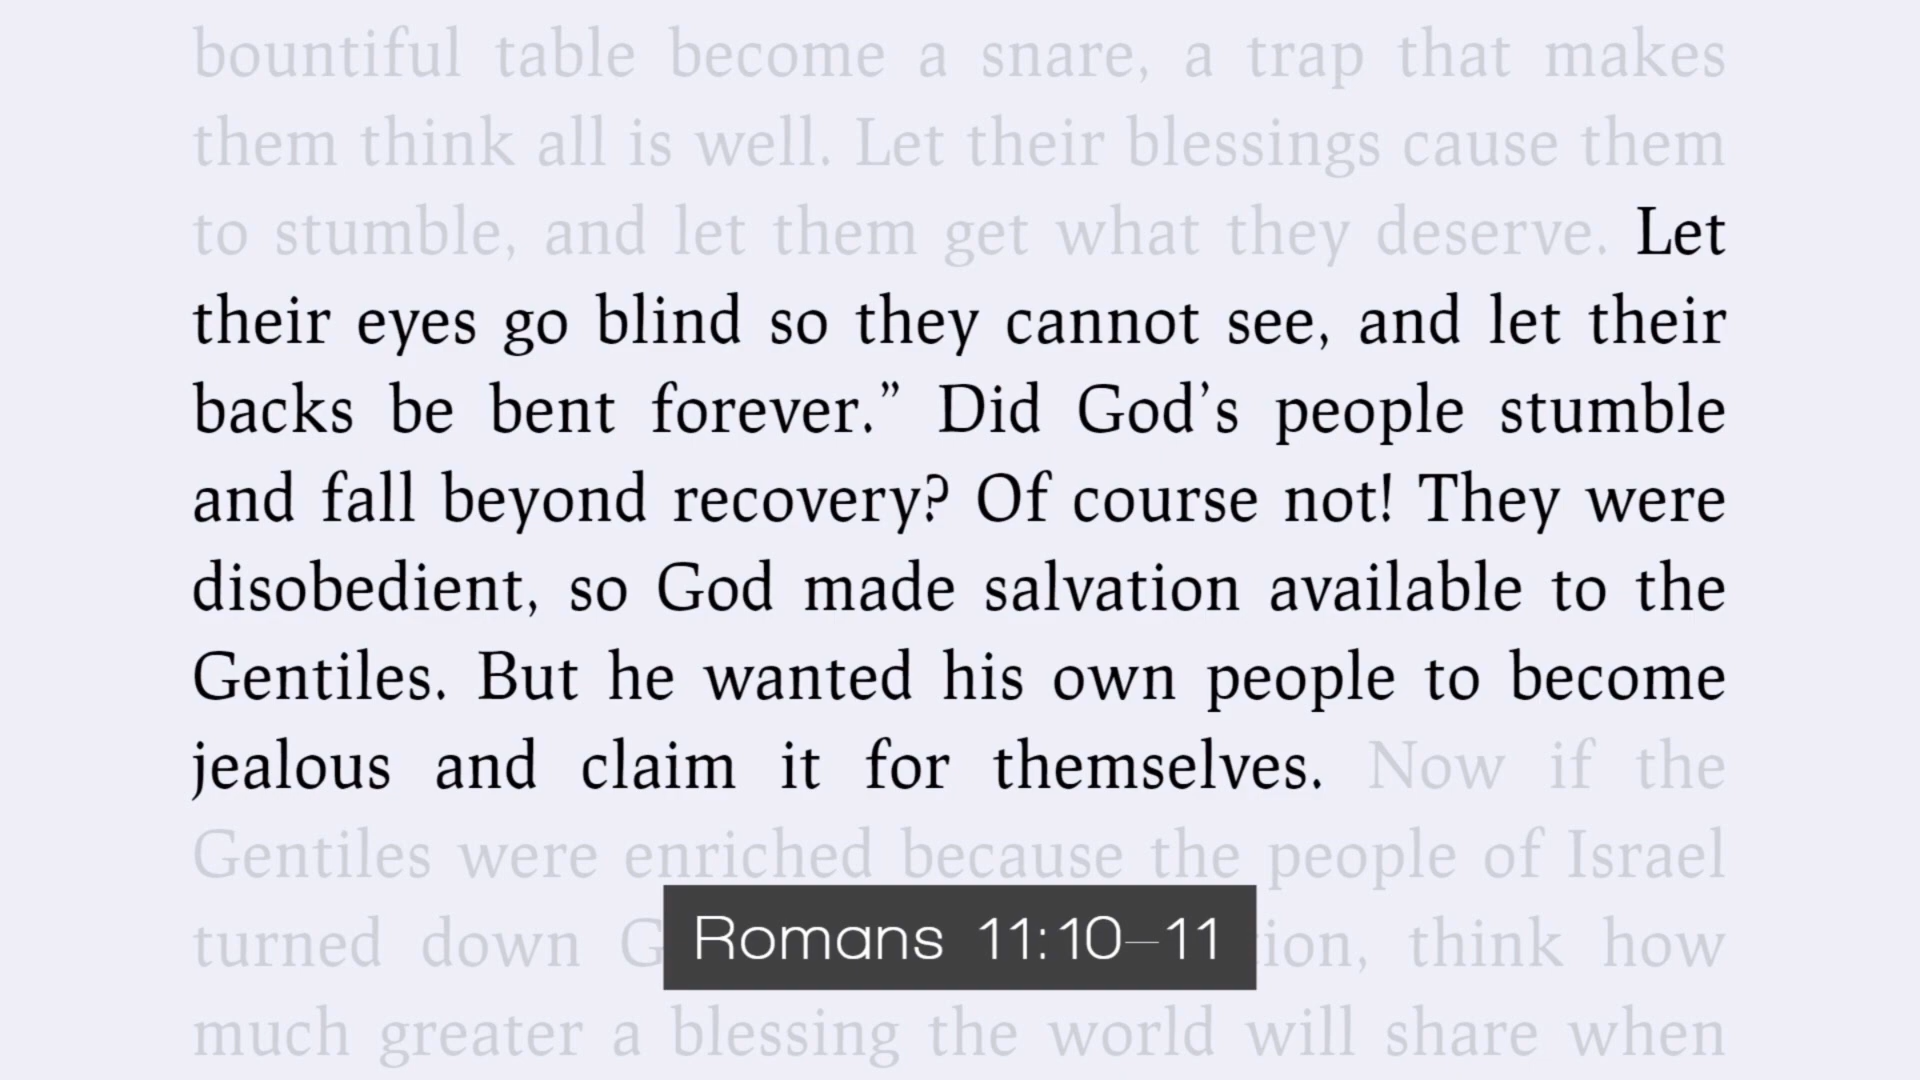 bountiful table become a snare, a trap that makes
them think all is well. Let their blessings cause them
to stumble, and let them get what they deserve. Let
their eyes go blind so they cannot see, and let their
backs be bent forever.” Did God’s people stumble
and fall beyond recovery? Of course not! They were
disobedient, so God made salvation available to the
Gentiles. But he wanted his own people to become
jealous and claim it for themselves. Now if the
Gentiles were enriched because the people of Israel
turned down think how
Romans 11:10–11
much greater a blessing the world will share when